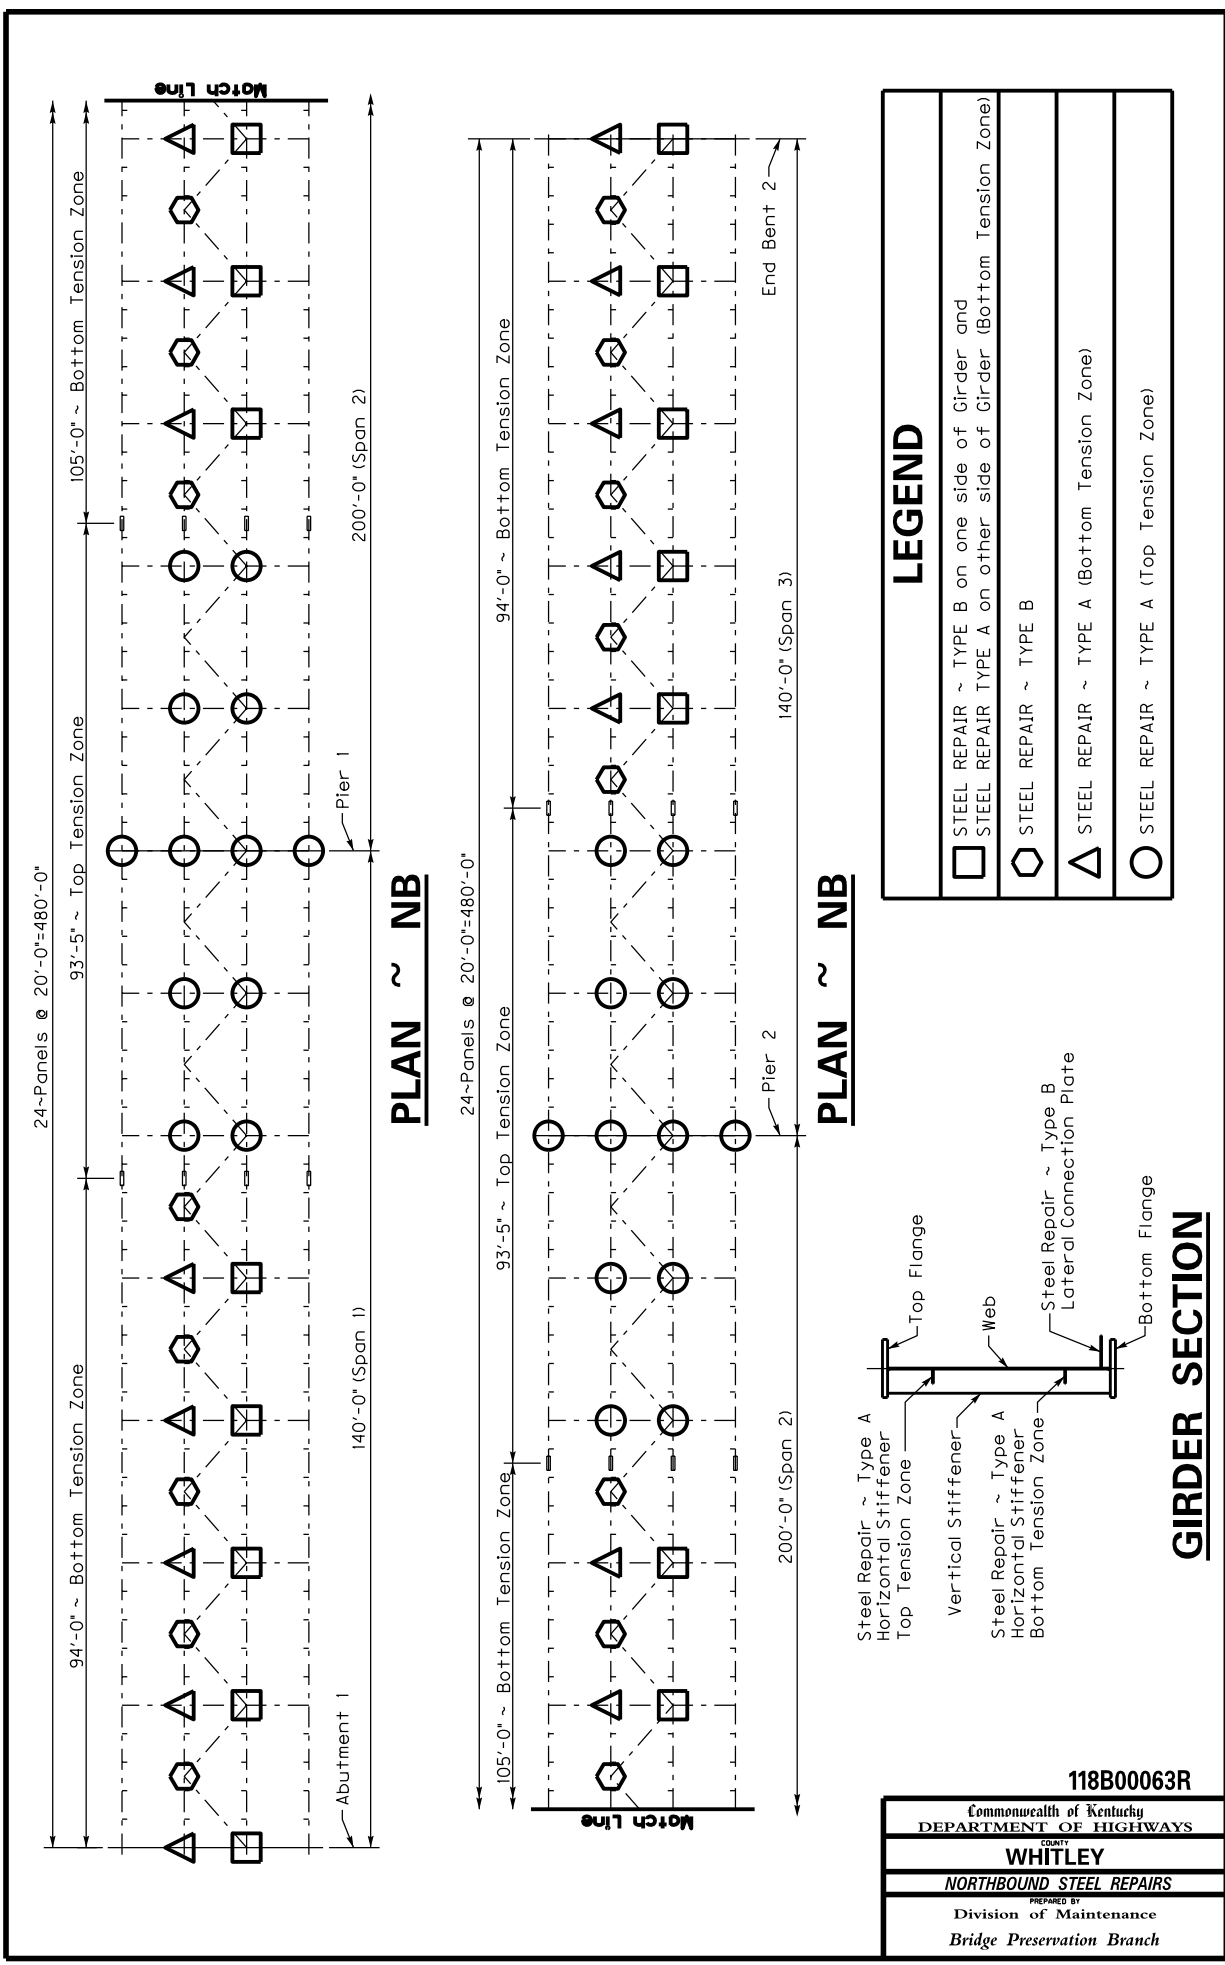 24~Panels @ 20'-0"=480'-0"
94'-0" ~ Bottom Tension Zone
93'-5" ~ Top Tension Zone
105'-0" ~ Bottom Tension Zone
Match Line
Abutment 1
140'-0" (Span 1)
Pier 1
200'-0" (Span 2)
PLAN ~ NB
24~Panels @ 20'-0"=480'-0"
105'-0" ~ Bottom Tension Zone
93'-5" ~ Top Tension Zone
94'-0" ~ Bottom Tension Zone
Match Line
200'-0" (Span 2)
Pier 2
140'-0" (Span 3)
End Bent 2
PLAN ~ NB
Steel Repair ~ Type A
Horizontal Stiffener
Top Tension Zone
Vertical Stiffener
Steel Repair ~ Type A
Horizontal Stiffener
Bottom Tension Zone
Top Flange
Web
Steel Repair ~ Type B
Lateral Connection Plate
Bottom Flange
GIRDER SECTION
LEGEND
STEEL REPAIR ~ TYPE B on one side of Girder and
STEEL REPAIR TYPE A on other side of Girder (Bottom Tension Zone)
STEEL REPAIR ~ TYPE B
STEEL REPAIR ~ TYPE A (Bottom Tension Zone)
STEEL REPAIR ~ TYPE A (Top Tension Zone)
118B00063R
Commonwealth of Kentucky
DEPARTMENT OF HIGHWAYS
COUNTY
WHITLEY
NORTHBOUND STEEL REPAIRS
PREPARED BY
Division of Maintenance
Bridge Preservation Branch